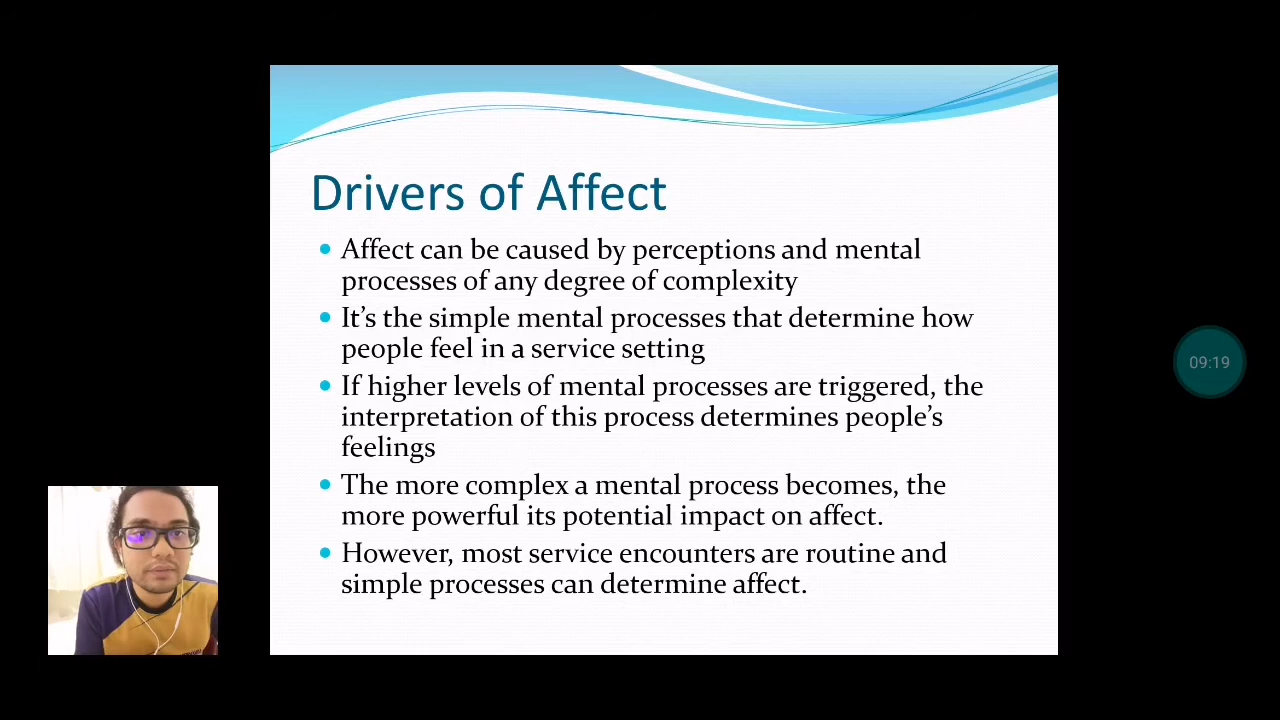 Drivers of Affect
Affect can be caused by perceptions and mental
processes of any degree of complexity
It’s the simple mental processes that determine how
people feel in a service setting
If higher levels of mental processes are triggered, the
interpretation of this process determines people’s
feelings
The more complex a mental process becomes, the
more powerful its potential impact on affect.
However, most service encounters are routine and
simple processes can determine affect.
09:19